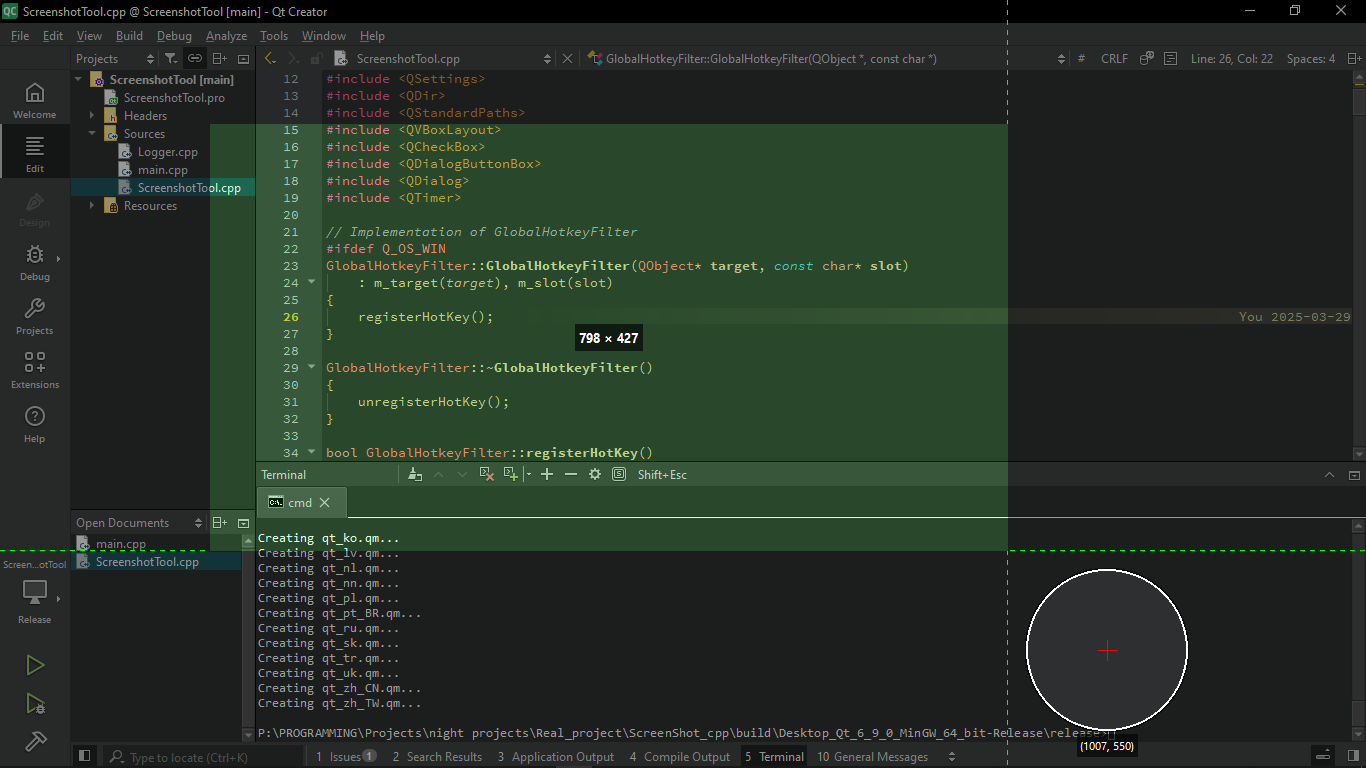 ScreenshotTool.cpp @ ScreenshotTool [main] - Qt Creator
File Edit View Build Debug Analyze Tools Window Help
Projects
ScreenshotTool.cpp
GlobalHotkeyFilter::GlobalHotkeyFilter(QObject *, const char *)
# CRLF Line: 26, Col: 22 Spaces: 4
Welcome
Edit
Design
Debug
Projects
Extensions
Help
Screen...otTool
Release
ScreenshotTool [main]
ScreenshotTool.pro
Headers
Sources
Logger.cpp
main.cpp
ScreenshotTool.cpp
Resources
Open Documents
main.cpp
ScreenshotTool.cpp
12 #include <QSettings>
13 #include <QDir>
14 #include <QStandardPaths>
15 #include <QVBoxLayout>
16 #include <QCheckBox>
17 #include <QDialogButtonBox>
18 #include <QDialog>
19 #include <QTimer>
20
21 // Implementation of GlobalHotkeyFilter
22 #ifdef Q_OS_WIN
23 GlobalHotkeyFilter::GlobalHotkeyFilter(QObject* target, const char* slot)
24 : m_target(target), m_slot(slot)
25 {
26 registerHotKey(); You 2025-03-29
27 }
798 × 427
28
29 GlobalHotkeyFilter::~GlobalHotkeyFilter()
30 {
31 unregisterHotKey();
32 }
33
34 bool GlobalHotkeyFilter::registerHotKey()
Terminal Shift+Esc
cmd
Creating qt_ko.qm...
Creating qt_lv.qm...
Creating qt_nl.qm...
Creating qt_nn.qm...
Creating qt_pl.qm...
Creating qt_pt_BR.qm...
Creating qt_ru.qm...
Creating qt_sk.qm...
Creating qt_tr.qm...
Creating qt_uk.qm...
Creating qt_zh_CN.qm...
Creating qt_zh_TW.qm...
P:\PROGRAMMING\Projects\night projects\Real_project\ScreenShot_cpp\build\Desktop_Qt_6_9_0_MinGW_64_bit-Release\release>
(1007, 550)
Type to locate (Ctrl+K) 1 Issues 1 2 Search Results 3 Application Output 4 Compile Output 5 Terminal 10 General Messages